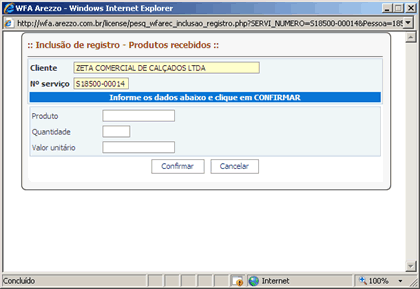 WFA Arezzo - Windows Internet Explorer
http://wfa.arezzo.com.br/license/pesq_wfarec_inclusao_registro.php?SERVI_NUMERO=S18500-00014&Pessoa=185
:: Inclusão de registro - Produtos recebidos ::
Cliente ZETA COMERCIAL DE CALÇADOS LTDA
Nº serviço S18500-00014
Informe os dados abaixo e clique em CONFIRMAR
Produto
Quantidade
Valor unitário
Confirmar Cancelar
Concluído Internet 100%